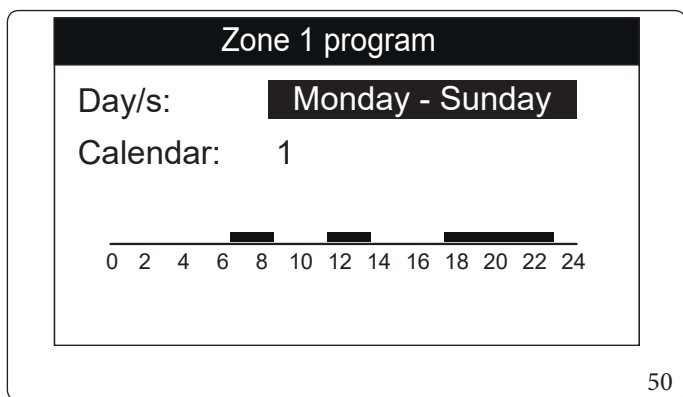 Zone 1 program
Day/s: Monday - Sunday
Calendar: 1
0 2 4 6 8 10 12 14 16 18 20 22 24
50